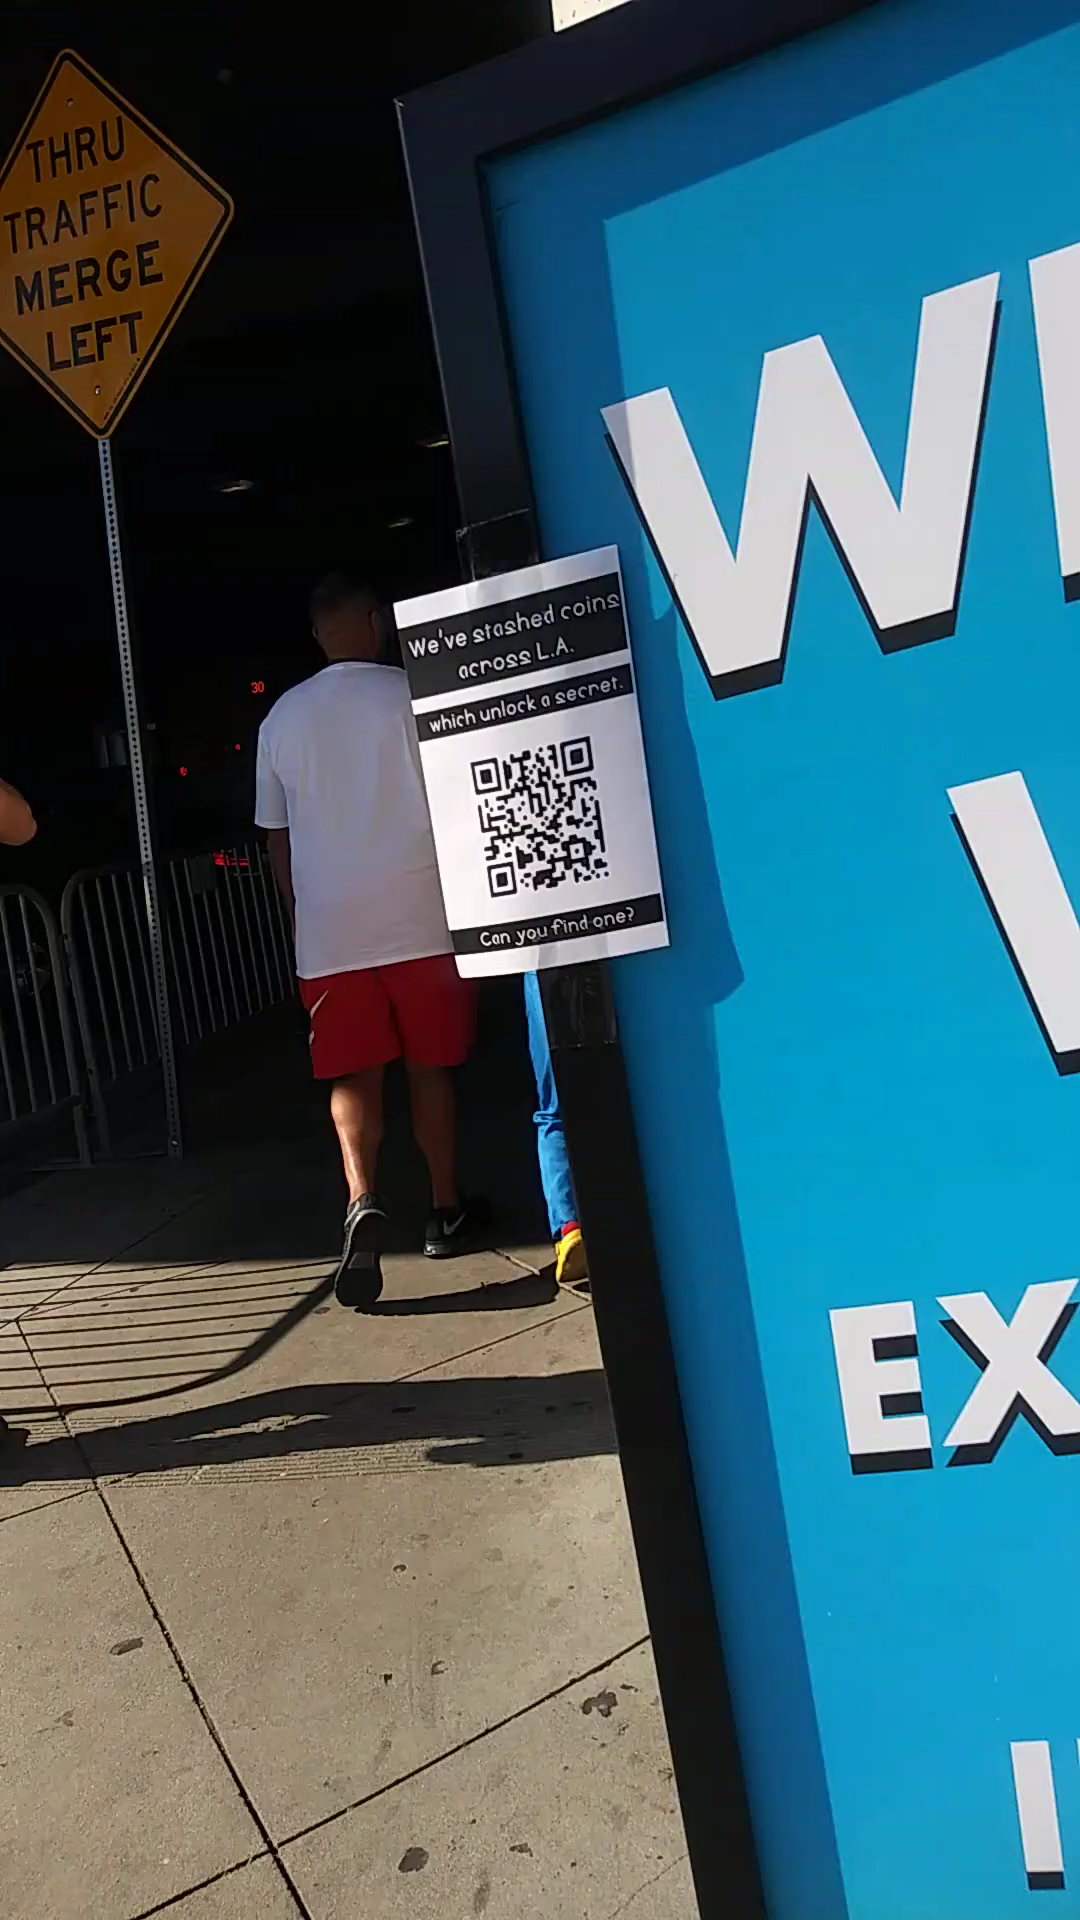 THRU
TRAFFIC
MERGE
LEFT
We've stashed coins
across L.A.
which unlock a secret.
Can you find one?
30
W
EX